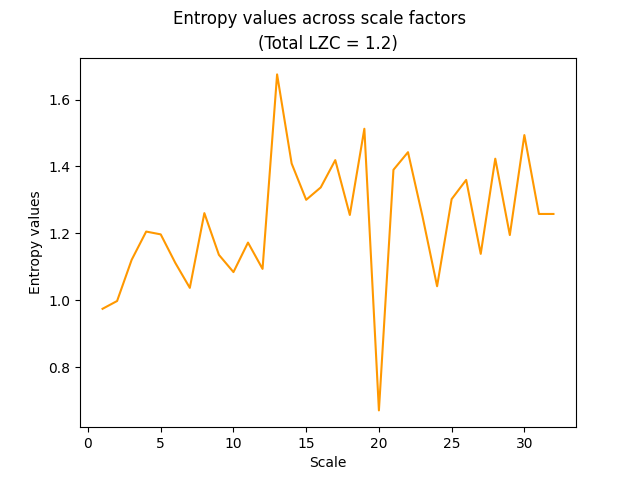 Entropy values across scale factors
(Total LZC = 1.2)
1.6
1.4
1.2
1.0
0.8
Entropy values
0 5 10 15 20 25 30
Scale